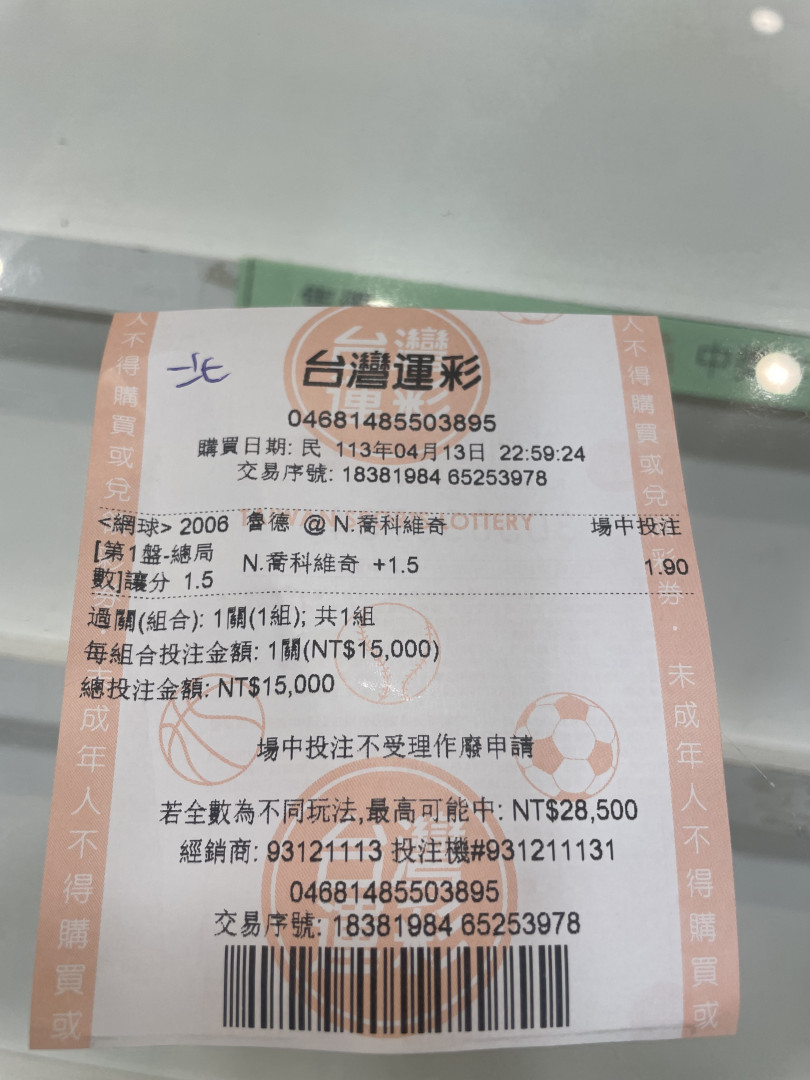 北
台灣運彩
04681485503895
購買日期: 民 113年04月13日 22:59:24
交易序號: 18381984 65253978
TAIWAN SPORTS LOTTERY
<網球> 2006 魯德 @ N.喬科維奇 場中投注
[第1盤-總局數]讓分 1.5 N.喬科維奇 +1.5 1.90
過關(組合): 1關(1組); 共1組
每組合投注金額: 1關(NT$15,000)
總投注金額: NT$15,000
場中投注不受理作廢申請
若全數為不同玩法,最高可能中: NT$28,500
經銷商: 93121113 投注機#931211131
04681485503895
交易序號: 18381984 65253978
人不得購買或兌
未成年人不得購買或
人不得購買或兌彩券．未成年人不得購買或